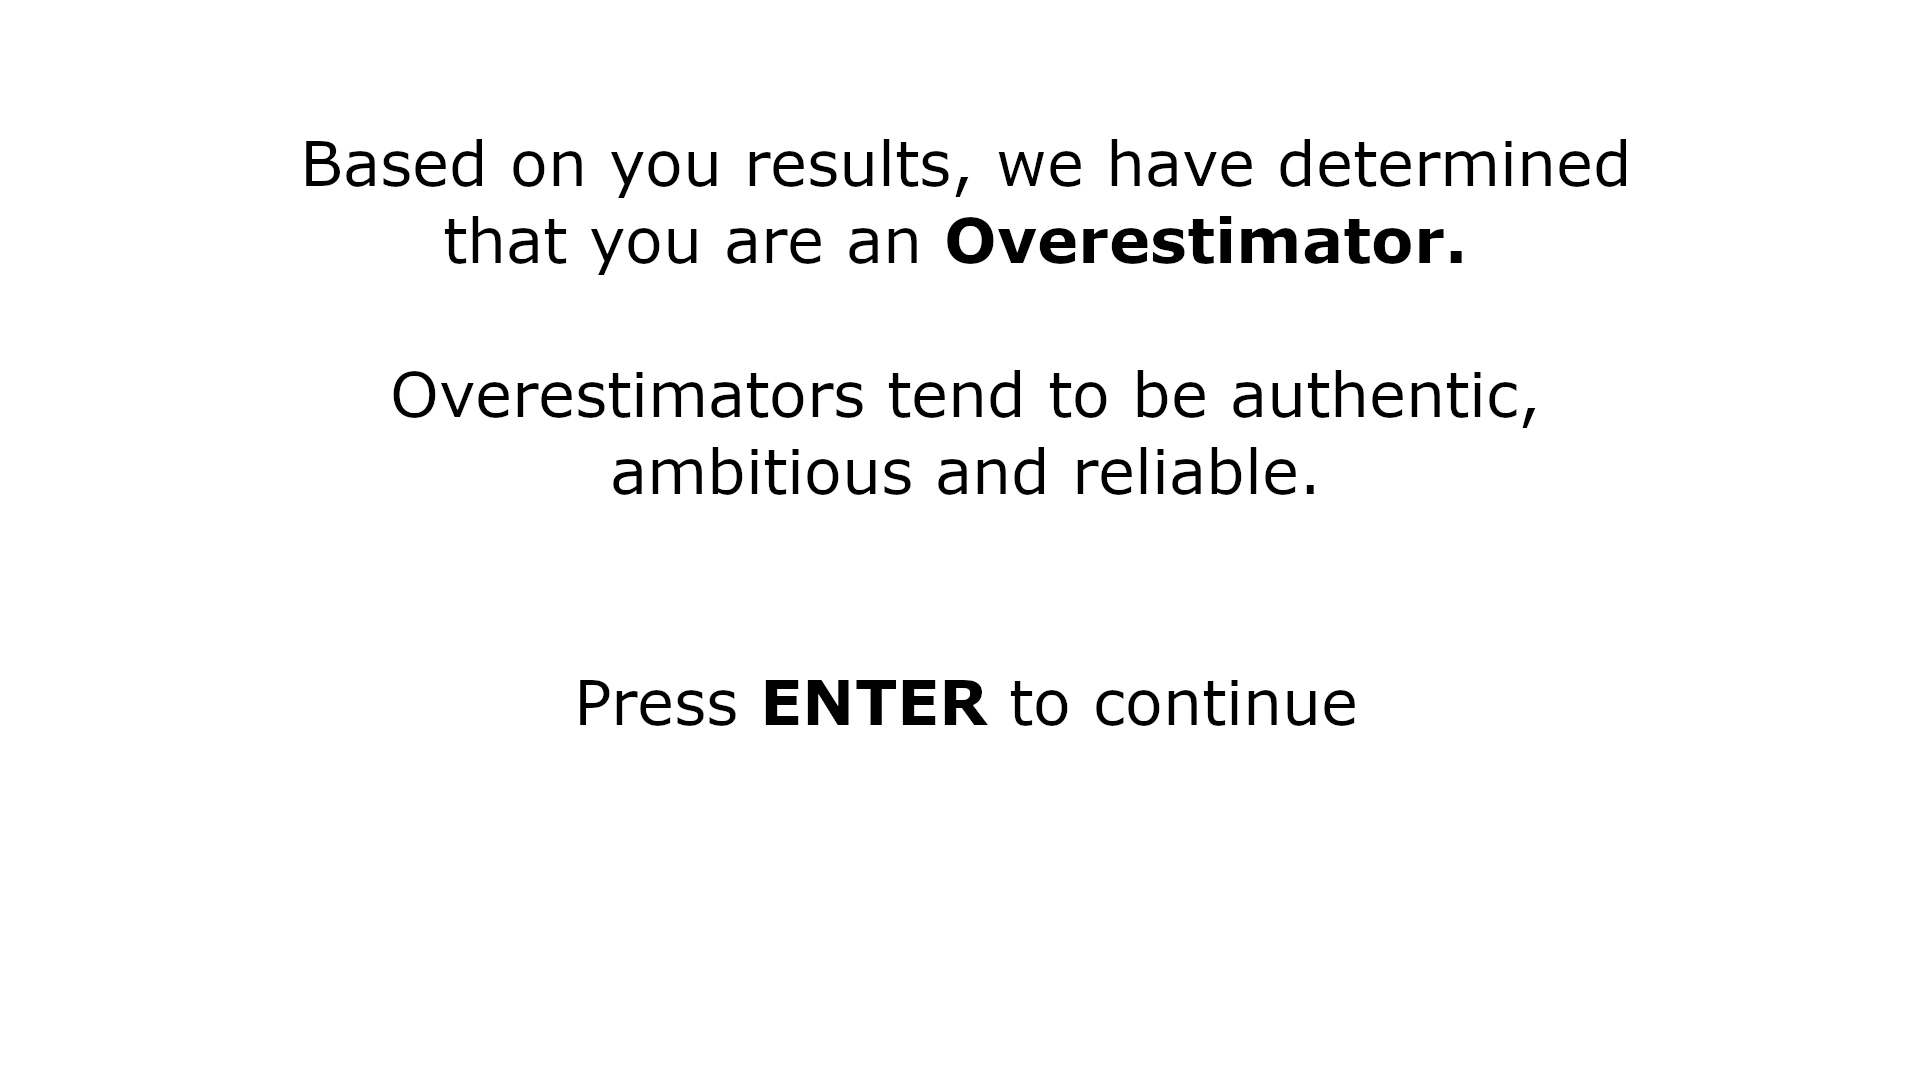 Based on you results, we have determined
that you are an Overestimator.
Overestimators tend to be authentic,
ambitious and reliable.
Press ENTER to continue